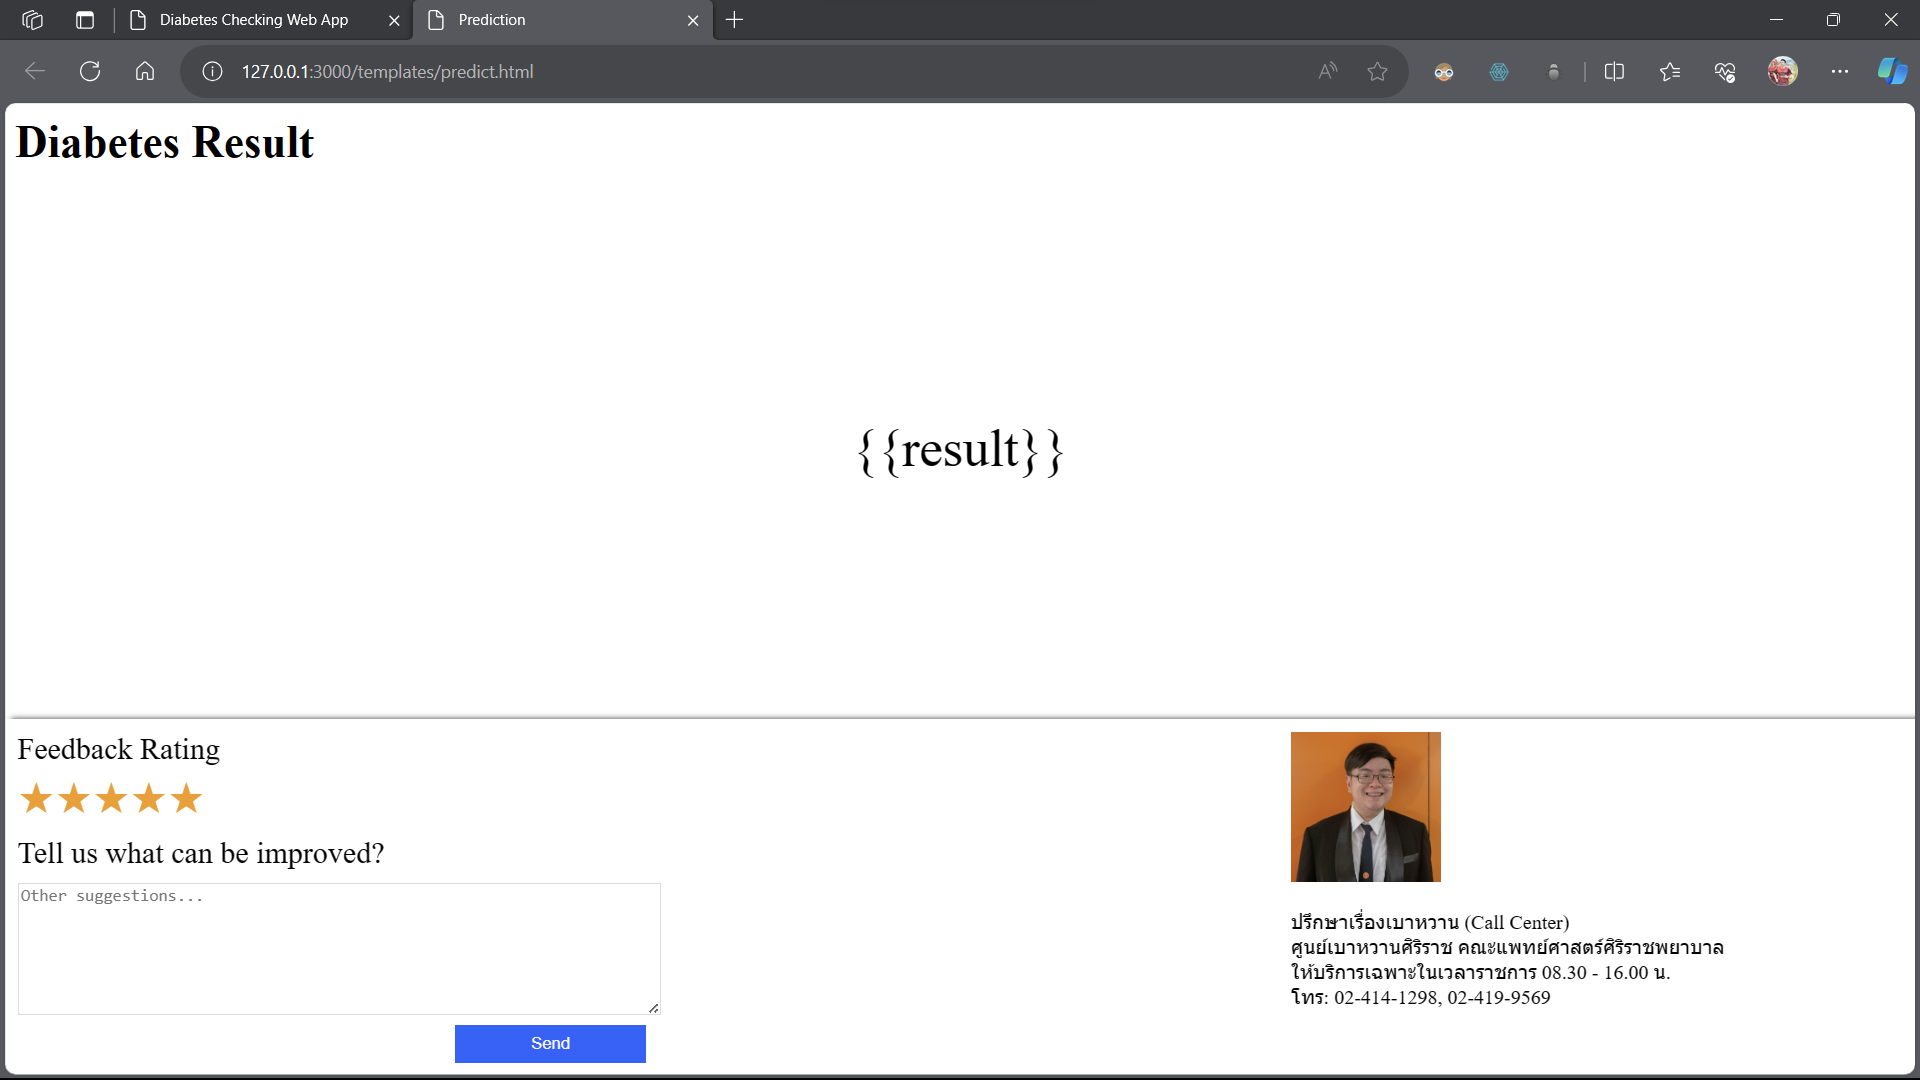 Diabetes Checking Web App
Prediction
127.0.0.1:3000/templates/predict.html
Diabetes Result
{{result}}
Feedback Rating
Tell us what can be improved?
Other suggestions...
Send
ปรึกษาเรื่องเบาหวาน (Call Center)
ศูนย์เบาหวานศิริราช คณะแพทย์ศาสตร์ศิริราชพยาบาล
ให้บริการเฉพาะในเวลาราชการ 08.30 - 16.00 น.
โทร: 02-414-1298, 02-419-9569